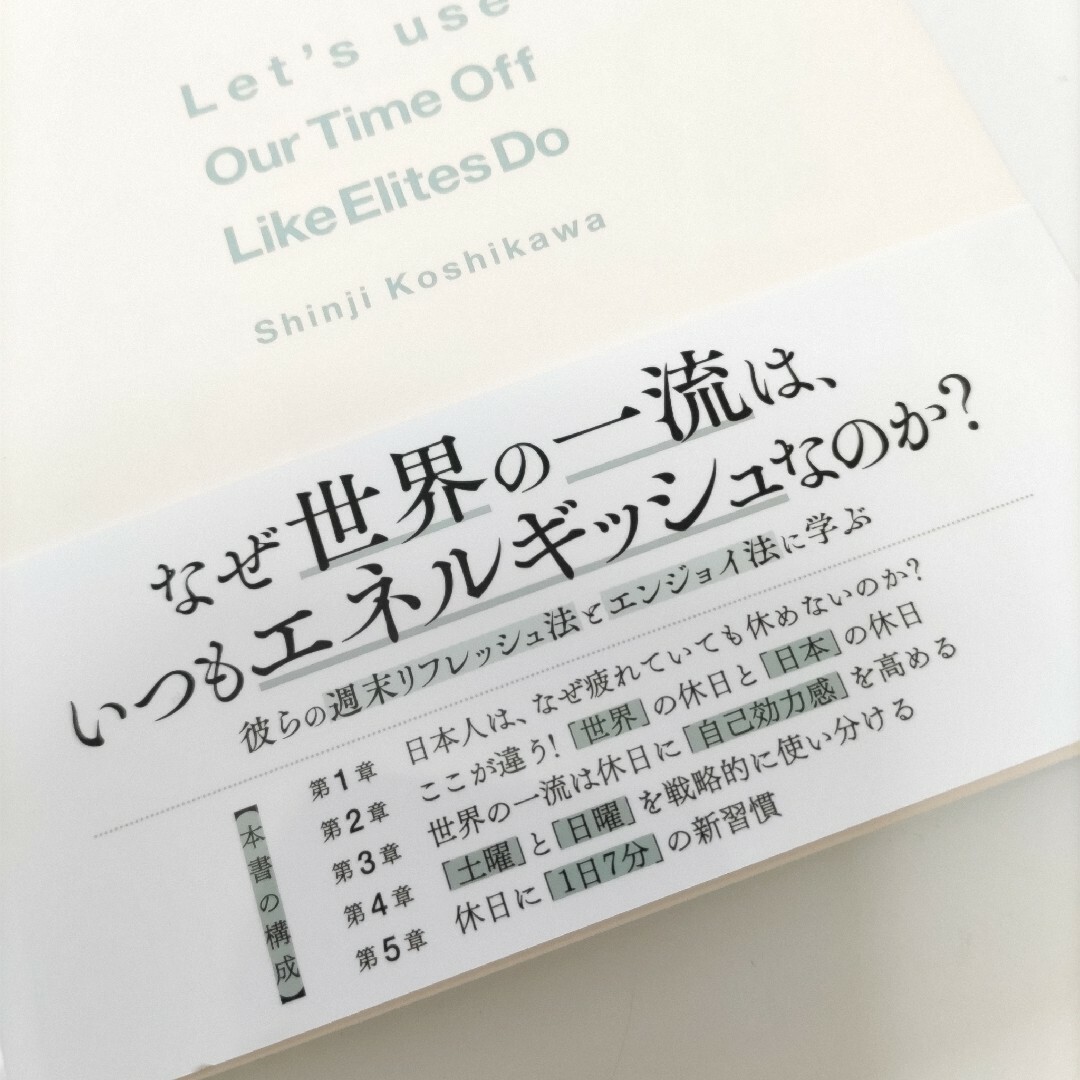 Let's use
Our Time Off
Like Elites Do
Shinji Koshikawa
なぜ世界の一流は、
いつもエネルギッシュなのか?
彼らの週末リフレッシュ法とエンジョイ法に学ぶ
【本書の構成】
第1章 日本人は、なぜ疲れていても休めないのか?
第2章 ここが違う!「世界」の休日と「日本」の休日
第3章 世界の一流は休日に「自己効力感」を高める
第4章 「土曜」と「日曜」を戦略的に使い分ける
第5章 休日に「1日7分」の新習慣